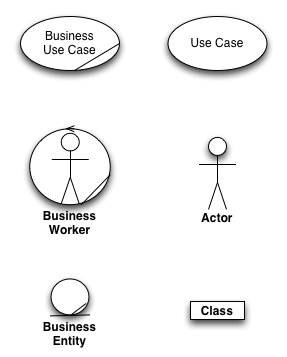 Business
Use Case
Use Case
Business
Worker
Actor
Business
Entity
Class